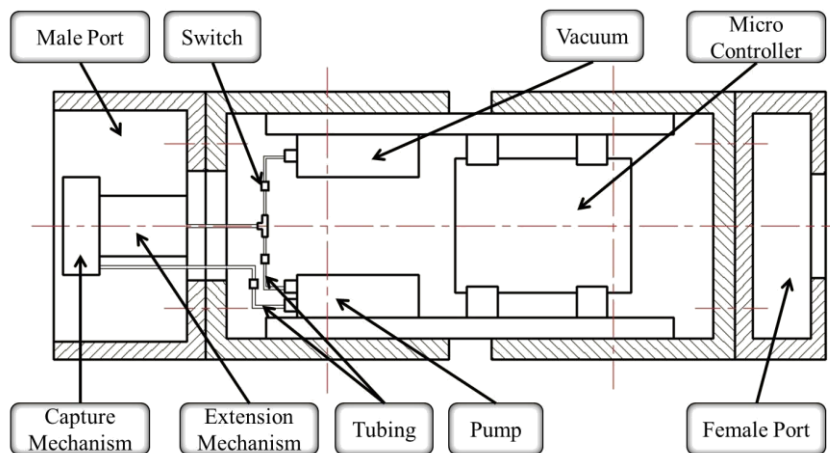 Male Port
Switch
Vacuum
Micro
Controller
Capture
Mechanism
Extension
Mechanism
Tubing
Pump
Female Port